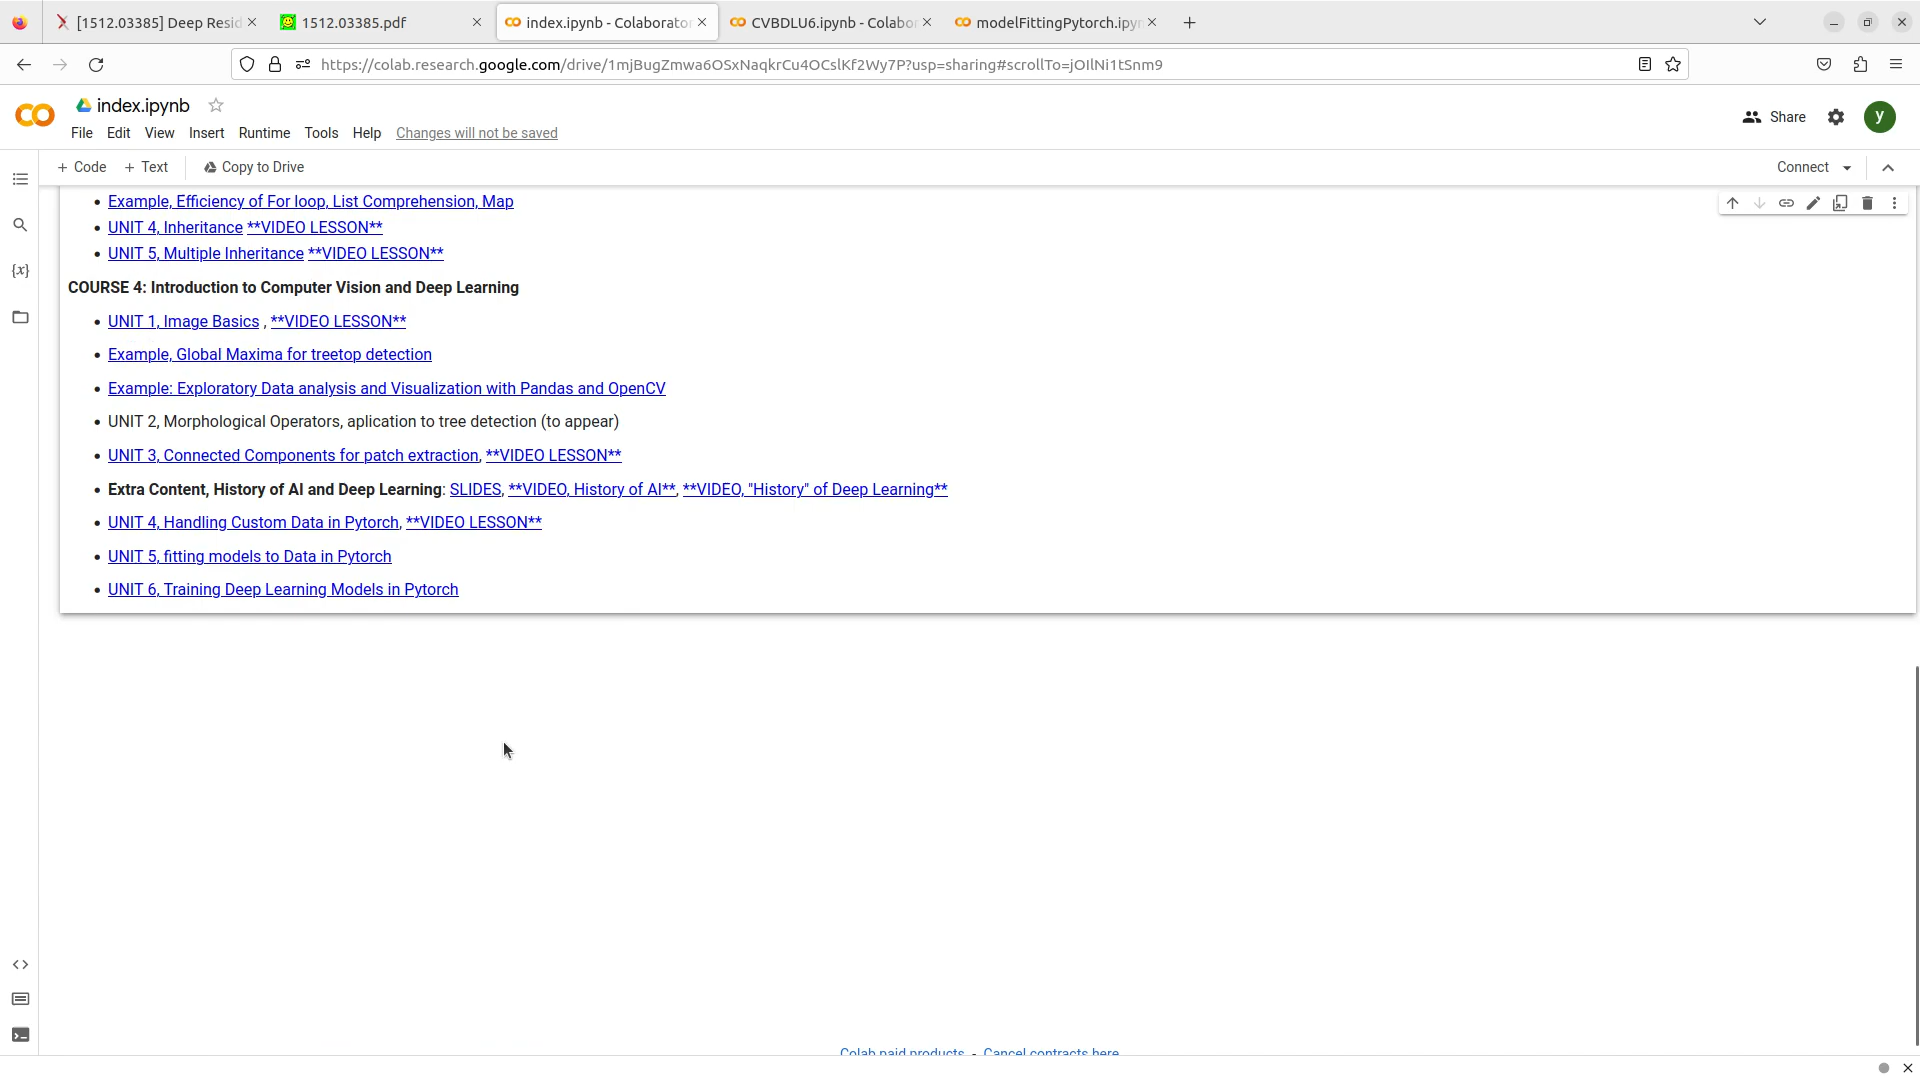 [1512.03385] Deep Resid
1512.03385.pdf
index.ipynb - Colaborator
CVBDLU6.ipynb - Colabor
modelFittingPytorch.ipyn
https://colab.research.google.com/drive/1mjBugZmwa6OSxNaqkrCu4OCslKf2Wy7P?usp=sharing#scrollTo=jOIlNi1tSnm9
index.ipynb
File Edit View Insert Runtime Tools Help Changes will not be saved
Share
y
+ Code + Text Copy to Drive
Connect
{x}
• Example, Efficiency of For loop, List Comprehension, Map
• UNIT 4, Inheritance **VIDEO LESSON**
• UNIT 5, Multiple Inheritance **VIDEO LESSON**
COURSE 4: Introduction to Computer Vision and Deep Learning
• UNIT 1, Image Basics , **VIDEO LESSON**
• Example, Global Maxima for treetop detection
• Example: Exploratory Data analysis and Visualization with Pandas and OpenCV
• UNIT 2, Morphological Operators, aplication to tree detection (to appear)
• UNIT 3, Connected Components for patch extraction, **VIDEO LESSON**
• Extra Content, History of AI and Deep Learning: SLIDES, **VIDEO, History of AI**, **VIDEO, "History" of Deep Learning**
• UNIT 4, Handling Custom Data in Pytorch, **VIDEO LESSON**
• UNIT 5, fitting models to Data in Pytorch
• UNIT 6, Training Deep Learning Models in Pytorch
Colab paid products - Cancel contracts here